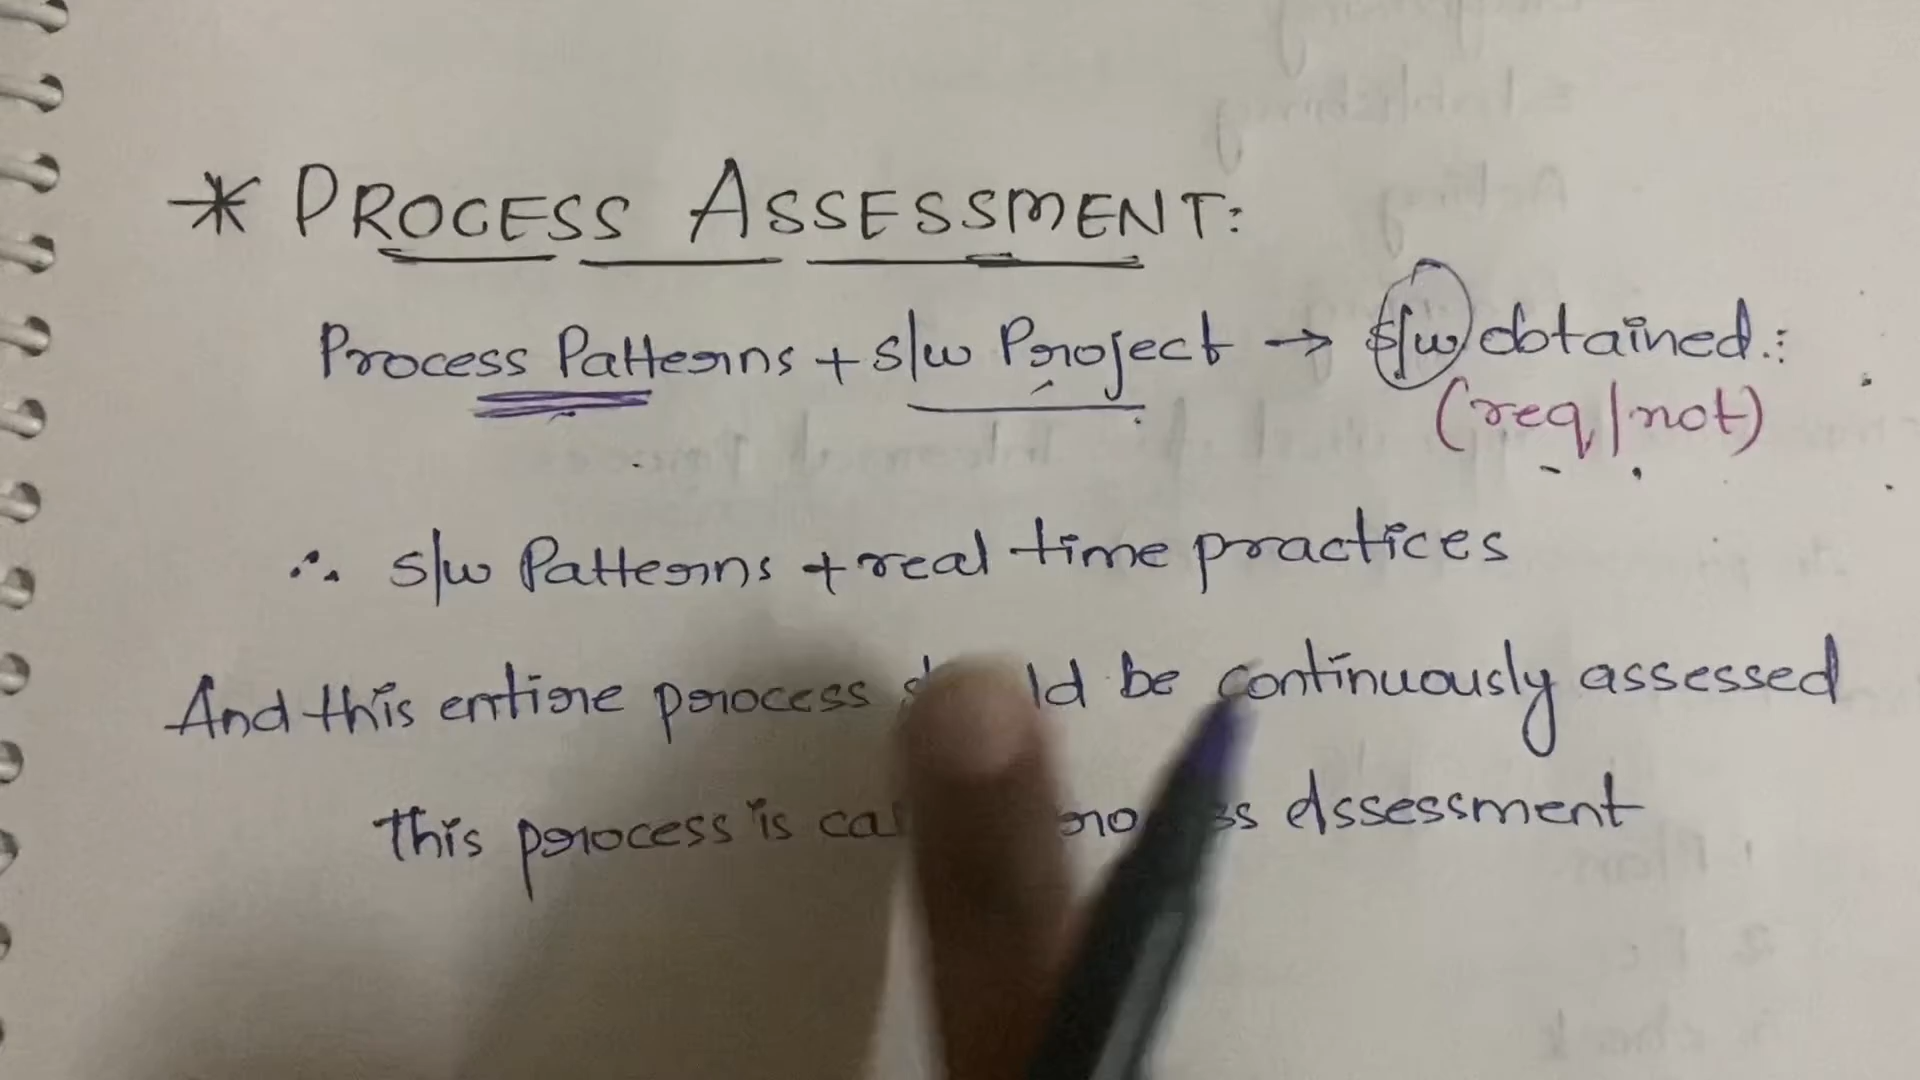 * PROCESS ASSESSMENT:
Process Patterns + s/w Project → s/w obtained.:
(req/not)
∴ s/w Patterns + real time practices
And this entire process be continuously assessed
this process is Assessment